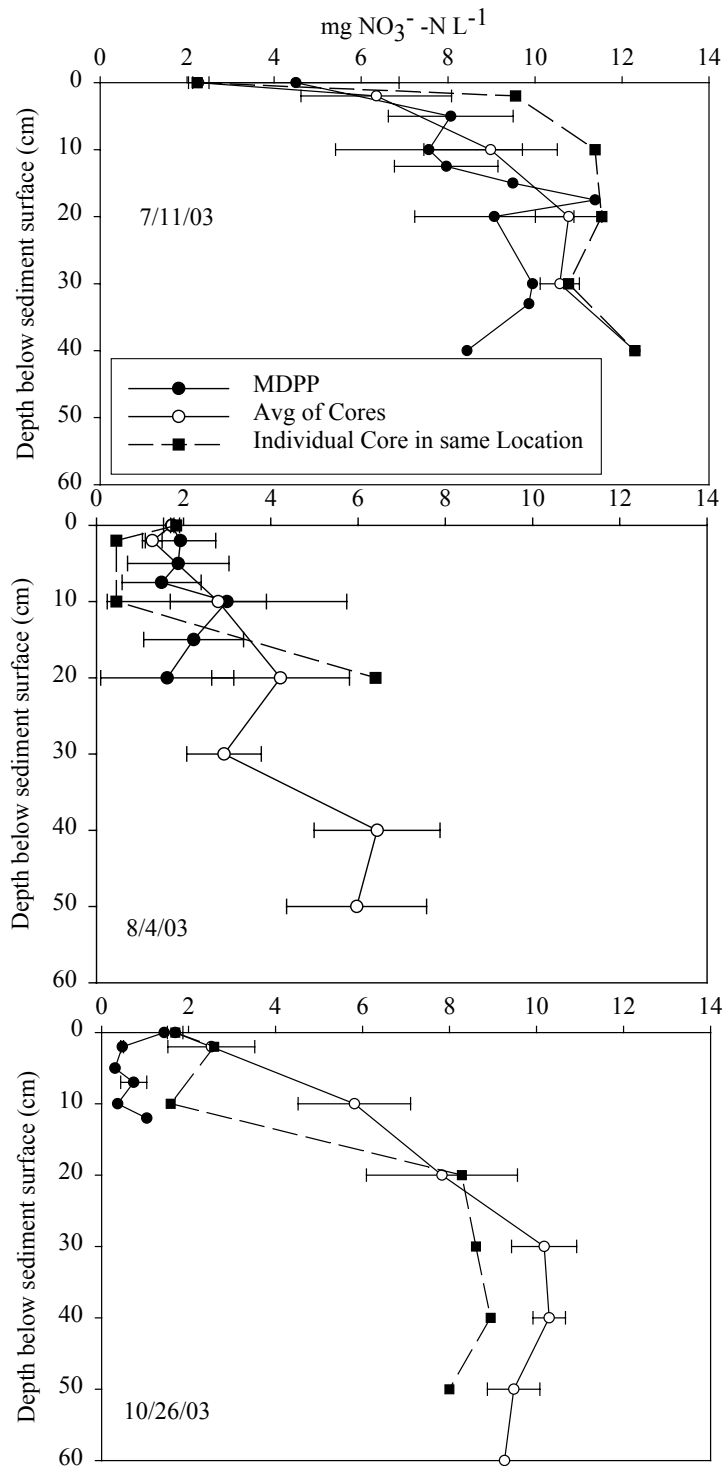 mg NO₃⁻ -N L⁻¹
0 2 4 6 8 10 12 14
0
10
20
30
40
50
60
Depth below sediment surface (cm)
7/11/03
MDPP
Avg of Cores
Individual Core in same Location
0 2 4 6 8 10 12 14
0
10
20
30
40
50
60
Depth below sediment surface (cm)
8/4/03
0 2 4 6 8 10 12 14
0
10
20
30
40
50
60
Depth below sediment surface (cm)
10/26/03